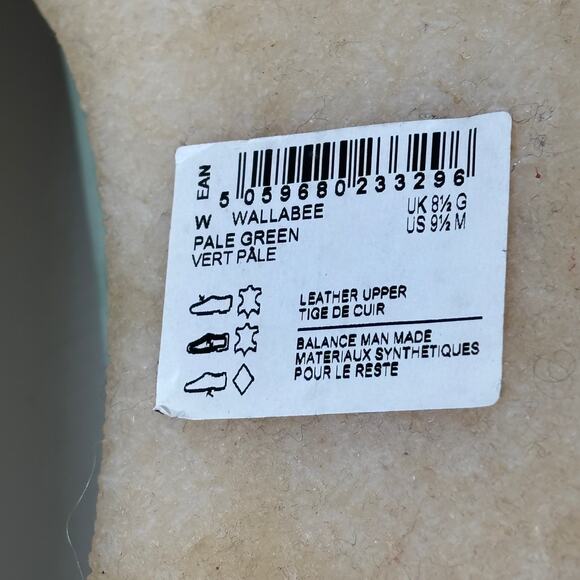 EAN
5 059680 233296
W WALLABEE
UK 8½ G
PALE GREEN
US 9½ M
VERT PÂLE
LEATHER UPPER
TIGE DE CUIR
BALANCE MAN MADE
MATERIAUX SYNTHETIQUES
POUR LE RESTE